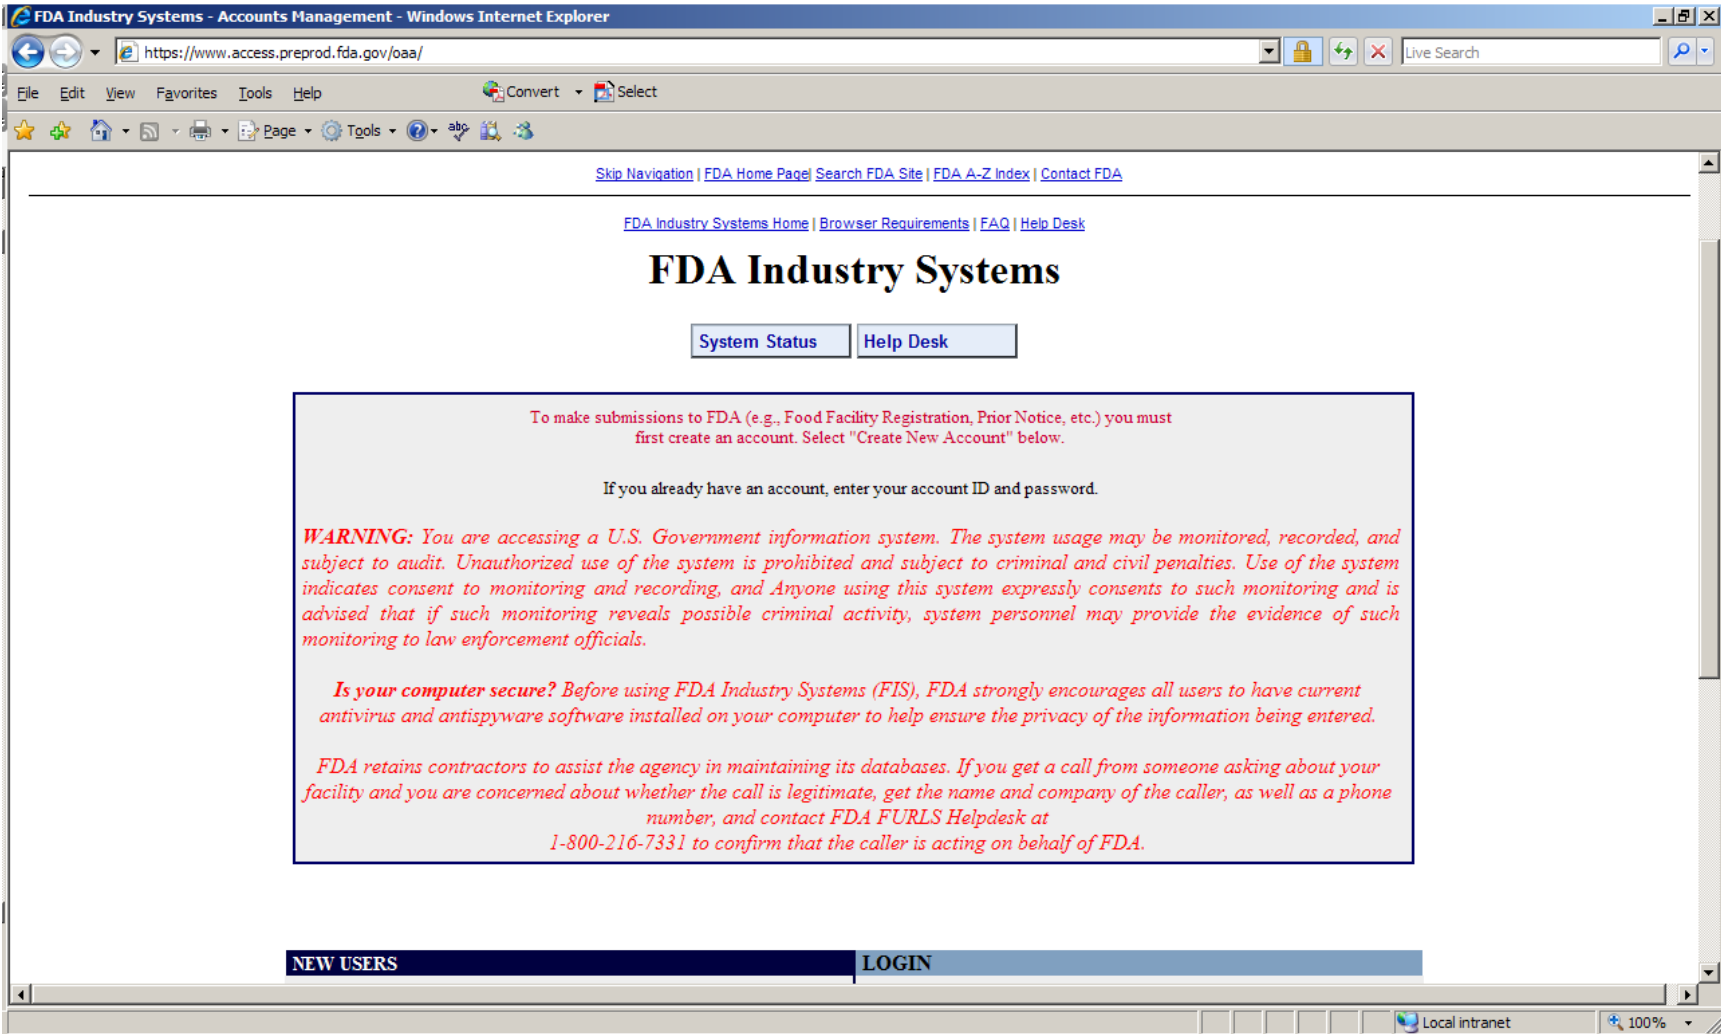 FDA Industry Systems - Accounts Management - Windows Internet Explorer
https://www.access.preprod.fda.gov/oaa/
Live Search
File Edit View Favorites Tools Help
Convert Select
Page Tools
Skip Navigation | FDA Home Page| Search FDA Site | FDA A-Z Index | Contact FDA
FDA Industry Systems Home | Browser Requirements | FAQ | Help Desk
FDA Industry Systems
System Status Help Desk
To make submissions to FDA (e.g., Food Facility Registration, Prior Notice, etc.) you must
first create an account. Select "Create New Account" below.
If you already have an account, enter your account ID and password.
WARNING: You are accessing a U.S. Government information system. The system usage may be monitored, recorded, and
subject to audit. Unauthorized use of the system is prohibited and subject to criminal and civil penalties. Use of the system
indicates consent to monitoring and recording, and Anyone using this system expressly consents to such monitoring and is
advised that if such monitoring reveals possible criminal activity, system personnel may provide the evidence of such
monitoring to law enforcement officials.
Is your computer secure? Before using FDA Industry Systems (FIS), FDA strongly encourages all users to have current
antivirus and antispyware software installed on your computer to help ensure the privacy of the information being entered.
FDA retains contractors to assist the agency in maintaining its databases. If you get a call from someone asking about your
facility and you are concerned about whether the call is legitimate, get the name and company of the caller, as well as a phone
number, and contact FDA FURLS Helpdesk at
1-800-216-7331 to confirm that the caller is acting on behalf of FDA.
NEW USERS LOGIN
Local intranet 100%